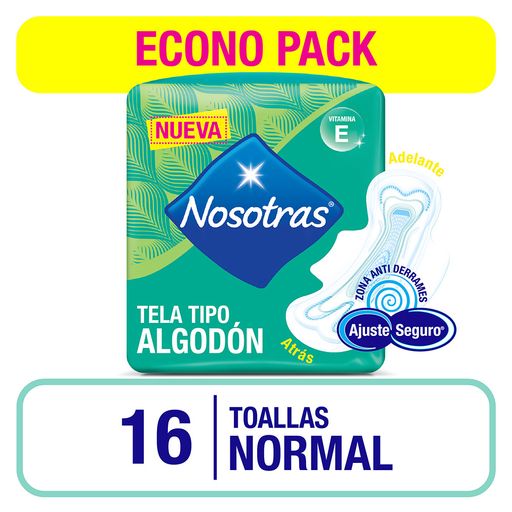 ECONO PACK
NUEVA
VITAMINA
E
Nosotras®
Adelante
TELA TIPO
ALGODÓN
Atrás
ZONA ANTI DERRAMES
Ajuste Seguro®
16
TOALLAS
NORMAL